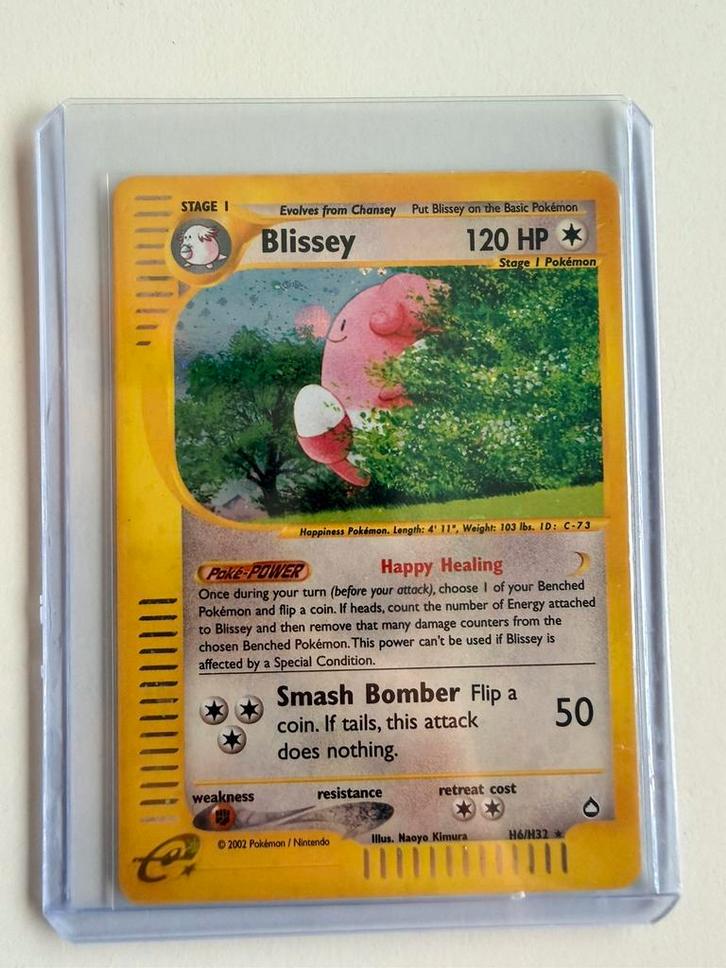 STAGE 1
Evolves from Chansey Put Blissey on the Basic Pokémon
Blissey 120 HP
Stage 1 Pokémon
Happiness Pokémon. Length: 4' 11", Weight: 103 lbs. ID: C-73
Poké-POWER Happy Healing
Once during your turn (before your attack), choose 1 of your Benched
Pokémon and flip a coin. If heads, count the number of Energy attached
to Blissey and then remove that many damage counters from the
chosen Benched Pokémon. This power can't be used if Blissey is
affected by a Special Condition.
Smash Bomber Flip a
coin. If tails, this attack
does nothing.
50
weakness resistance retreat cost
© 2002 Pokémon / Nintendo
Illus. Naoyo Kimura
H6/H32
e